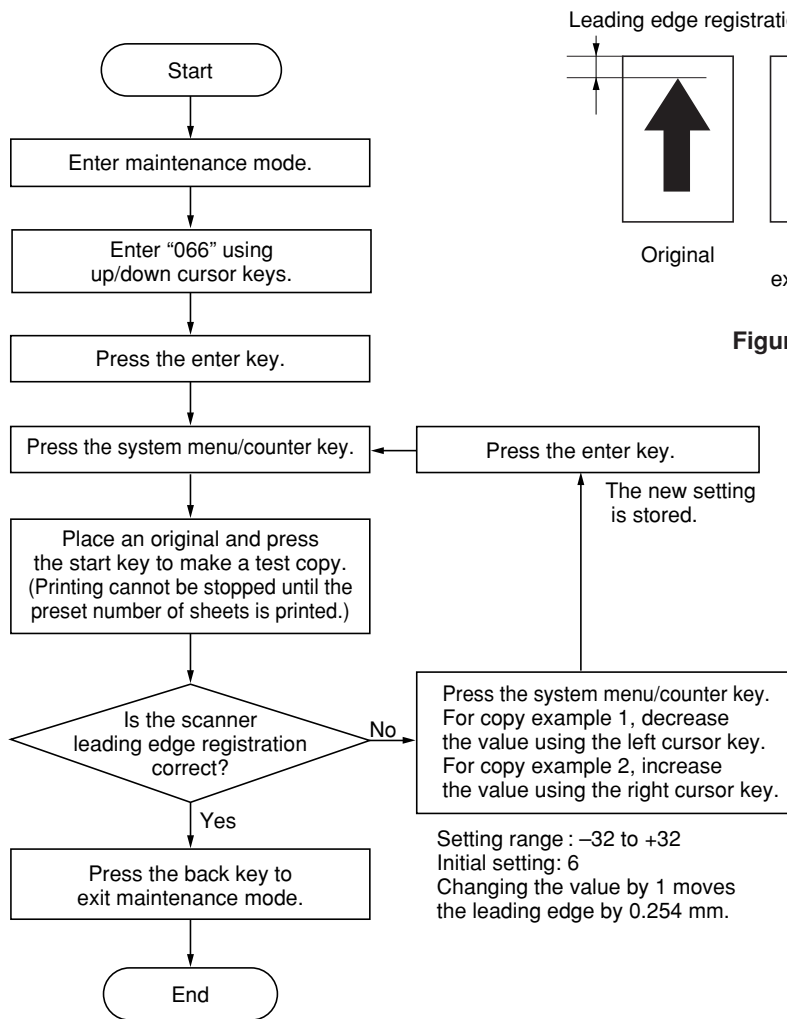 Start
Enter maintenance mode.
Enter “066” using
up/down cursor keys.
Press the enter key.
Press the system menu/counter key.
Place an original and press
the start key to make a test copy.
(Printing cannot be stopped until the
preset number of sheets is printed.)
Is the scanner
leading edge registration
correct?
No
Yes
Press the back key to
exit maintenance mode.
End
Press the system menu/counter key.
For copy example 1, decrease
the value using the left cursor key.
For copy example 2, increase
the value using the right cursor key.
Setting range : –32 to +32
Initial setting: 6
Changing the value by 1 moves
the leading edge by 0.254 mm.
Press the enter key.
The new setting
is stored.
Leading edge
Original